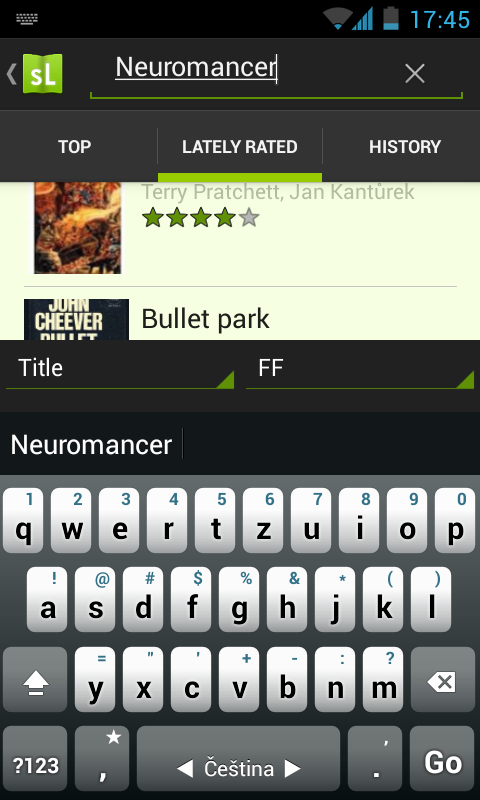 17:45
sL Neuromancer
TOP LATELY RATED HISTORY
Terry Pratchett, Jan Kantůrek
JOHN
CHEEVER
BULLET
Bullet park
Title FF
Neuromancer
1 2 3 4 5 6 7 8 9 0
q w e r t z u i o p
! @ # $ % & * ( )
a s d f g h j k l
= " ' + - : ?
y x c v b n m
?123 , Čeština . ' Go